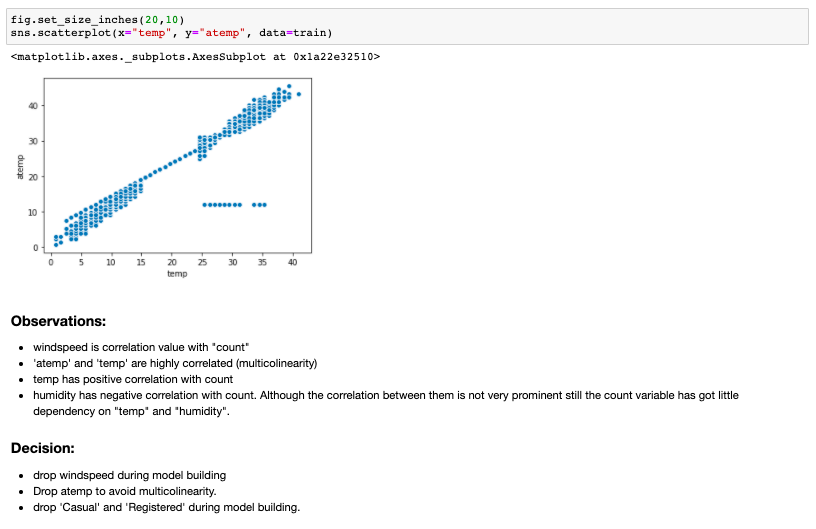 fig.set_size_inches(20,10)
sns.scatterplot(x="temp", y="atemp", data=train)
<matplotlib.axes._subplots.AxesSubplot at 0x1a22e32510>
40
30
20
10
0
atemp
0 5 10 15 20 25 30 35 40
temp
Observations:
• windspeed is correlation value with "count"
• 'atemp' and 'temp' are highly correlated (multicolinearity)
• temp has positive correlation with count
• humidity has negative correlation with count. Although the correlation between them is not very prominent still the count variable has got little
dependency on "temp" and "humidity".
Decision:
• drop windspeed during model building
• Drop atemp to avoid multicolinearity.
• drop 'Casual' and 'Registered' during model building.